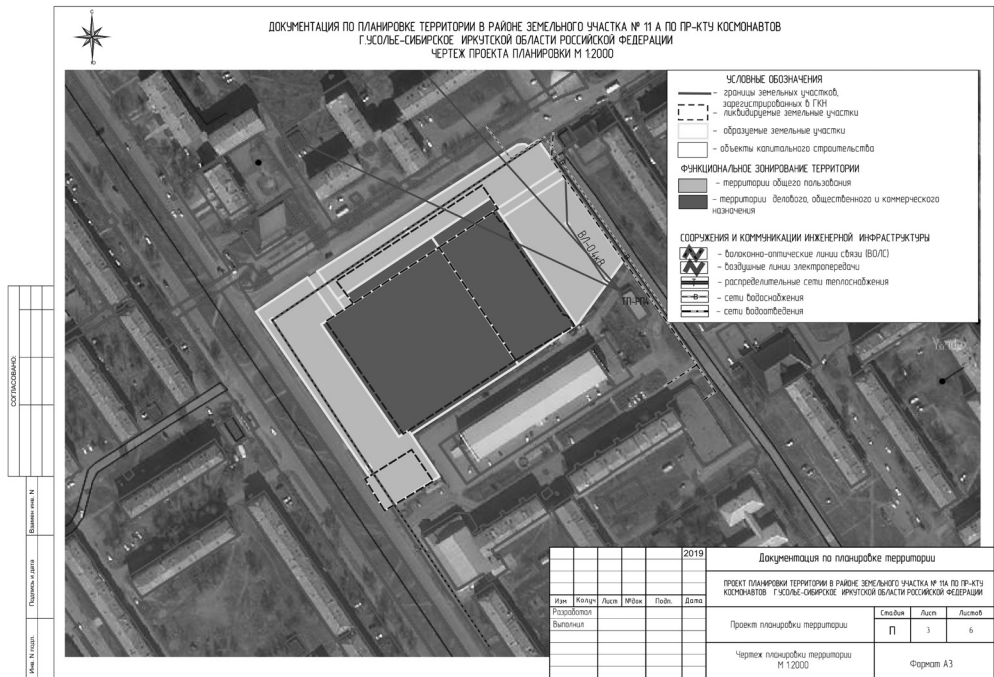 ДОКУМЕНТАЦИЯ ПО ПЛАНИРОВКЕ ТЕРРИТОРИИ В РАЙОНЕ ЗЕМЕЛЬНОГО УЧАСТКА № 11 А ПО ПР-КТУ КОСМОНАВТОВ
Г.УСОЛЬЕ-СИБИРСКОЕ ИРКУТСКОЙ ОБЛАСТИ РОССИЙСКОЙ ФЕДЕРАЦИИ
ЧЕРТЕЖ ПРОЕКТА ПЛАНИРОВКИ М 1:2000
С
Ю
УСЛОВНЫЕ ОБОЗНАЧЕНИЯ
– границы земельных участков,
зарегистрированных в ГКН
– ликвидируемые земельные участки
– образуемые земельные участки
– объекты капитального строительства
ФУНКЦИОНАЛЬНОЕ ЗОНИРОВАНИЕ ТЕРРИТОРИИ
– территории общего пользования
– территории делового, общественного и коммерческого
назначения
СООРУЖЕНИЯ И КОММУНИКАЦИИ ИНЖЕНЕРНОЙ ИНФРАСТРУКТУРЫ
– волоконно-оптические линии связи (ВОЛС)
– воздушные линии электропередачи
Т – распределительные сети теплоснабжения
–В– – сети водоснабжения
– сети водоотведения
ВЛ-0,4кВ
Yandex
СОГЛАСОВАНО:
Взамен инв. N
Подпись и дата
Инв. N подл.
2019
Изм Колуч Лист №док Подп. Дата
Разработал
Выполнил
Документация по планировке территории
ПРОЕКТ ПЛАНИРОВКИ ТЕРРИТОРИИ В РАЙОНЕ ЗЕМЕЛЬНОГО УЧАСТКА № 11А ПО ПР-КТУ
КОСМОНАВТОВ Г.УСОЛЬЕ-СИБИРСКОЕ ИРКУТСКОЙ ОБЛАСТИ РОССИЙСКОЙ ФЕДЕРАЦИИ
Проект планировки территории
Стадия Лист Листов
П 3 6
Чертеж планировки территории
М 1:2000
Формат А3